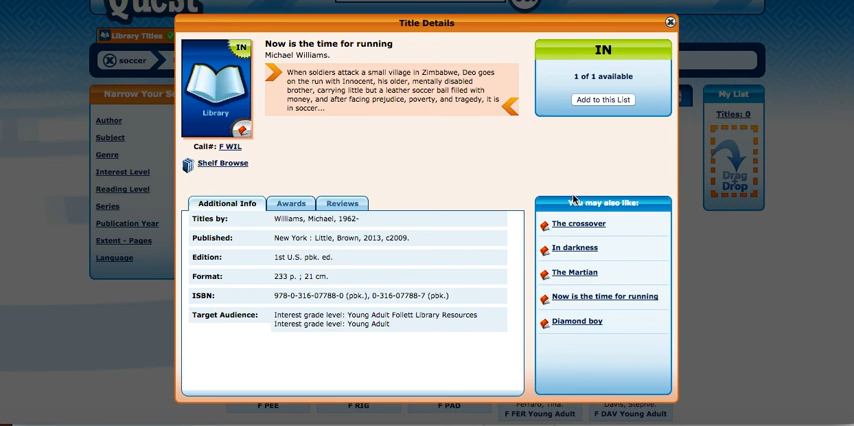 Quest
Title Details
Library Titles
soccer
Narrow Your Se
Author
Subject
Genre
Interest Level
Reading Level
Series
Publication Year
Extent - Pages
Language
IN
Library
Call#: F WIL
Shelf Browse
Now is the time for running
Michael Williams.
When soldiers attack a small village in Zimbabwe, Deo goes
on the run with Innocent, his older, mentally disabled
brother, carrying little but a leather soccer ball filled with
money, and after facing prejudice, poverty, and tragedy, it is
in soccer...
IN
1 of 1 available
Add to this List
My List
Titles: 0
Drag
Drop
Additional Info Awards Reviews
Titles by: Williams, Michael, 1962-
Published: New York : Little, Brown, 2013, c2009.
Edition: 1st U.S. pbk. ed.
Format: 233 p. ; 21 cm.
ISBN: 978-0-316-07788-0 (pbk.), 0-316-07788-7 (pbk.)
Target Audience: Interest grade level: Young Adult Follett Library Resources
Interest grade level: Young Adult
You may also like:
The crossover
In darkness
The Martian
Now is the time for running
Diamond boy
Ferraro, Tina. Davis, Stephie.
F PEE F RIG F PAD F FER Young Adult F DAV Young Adult